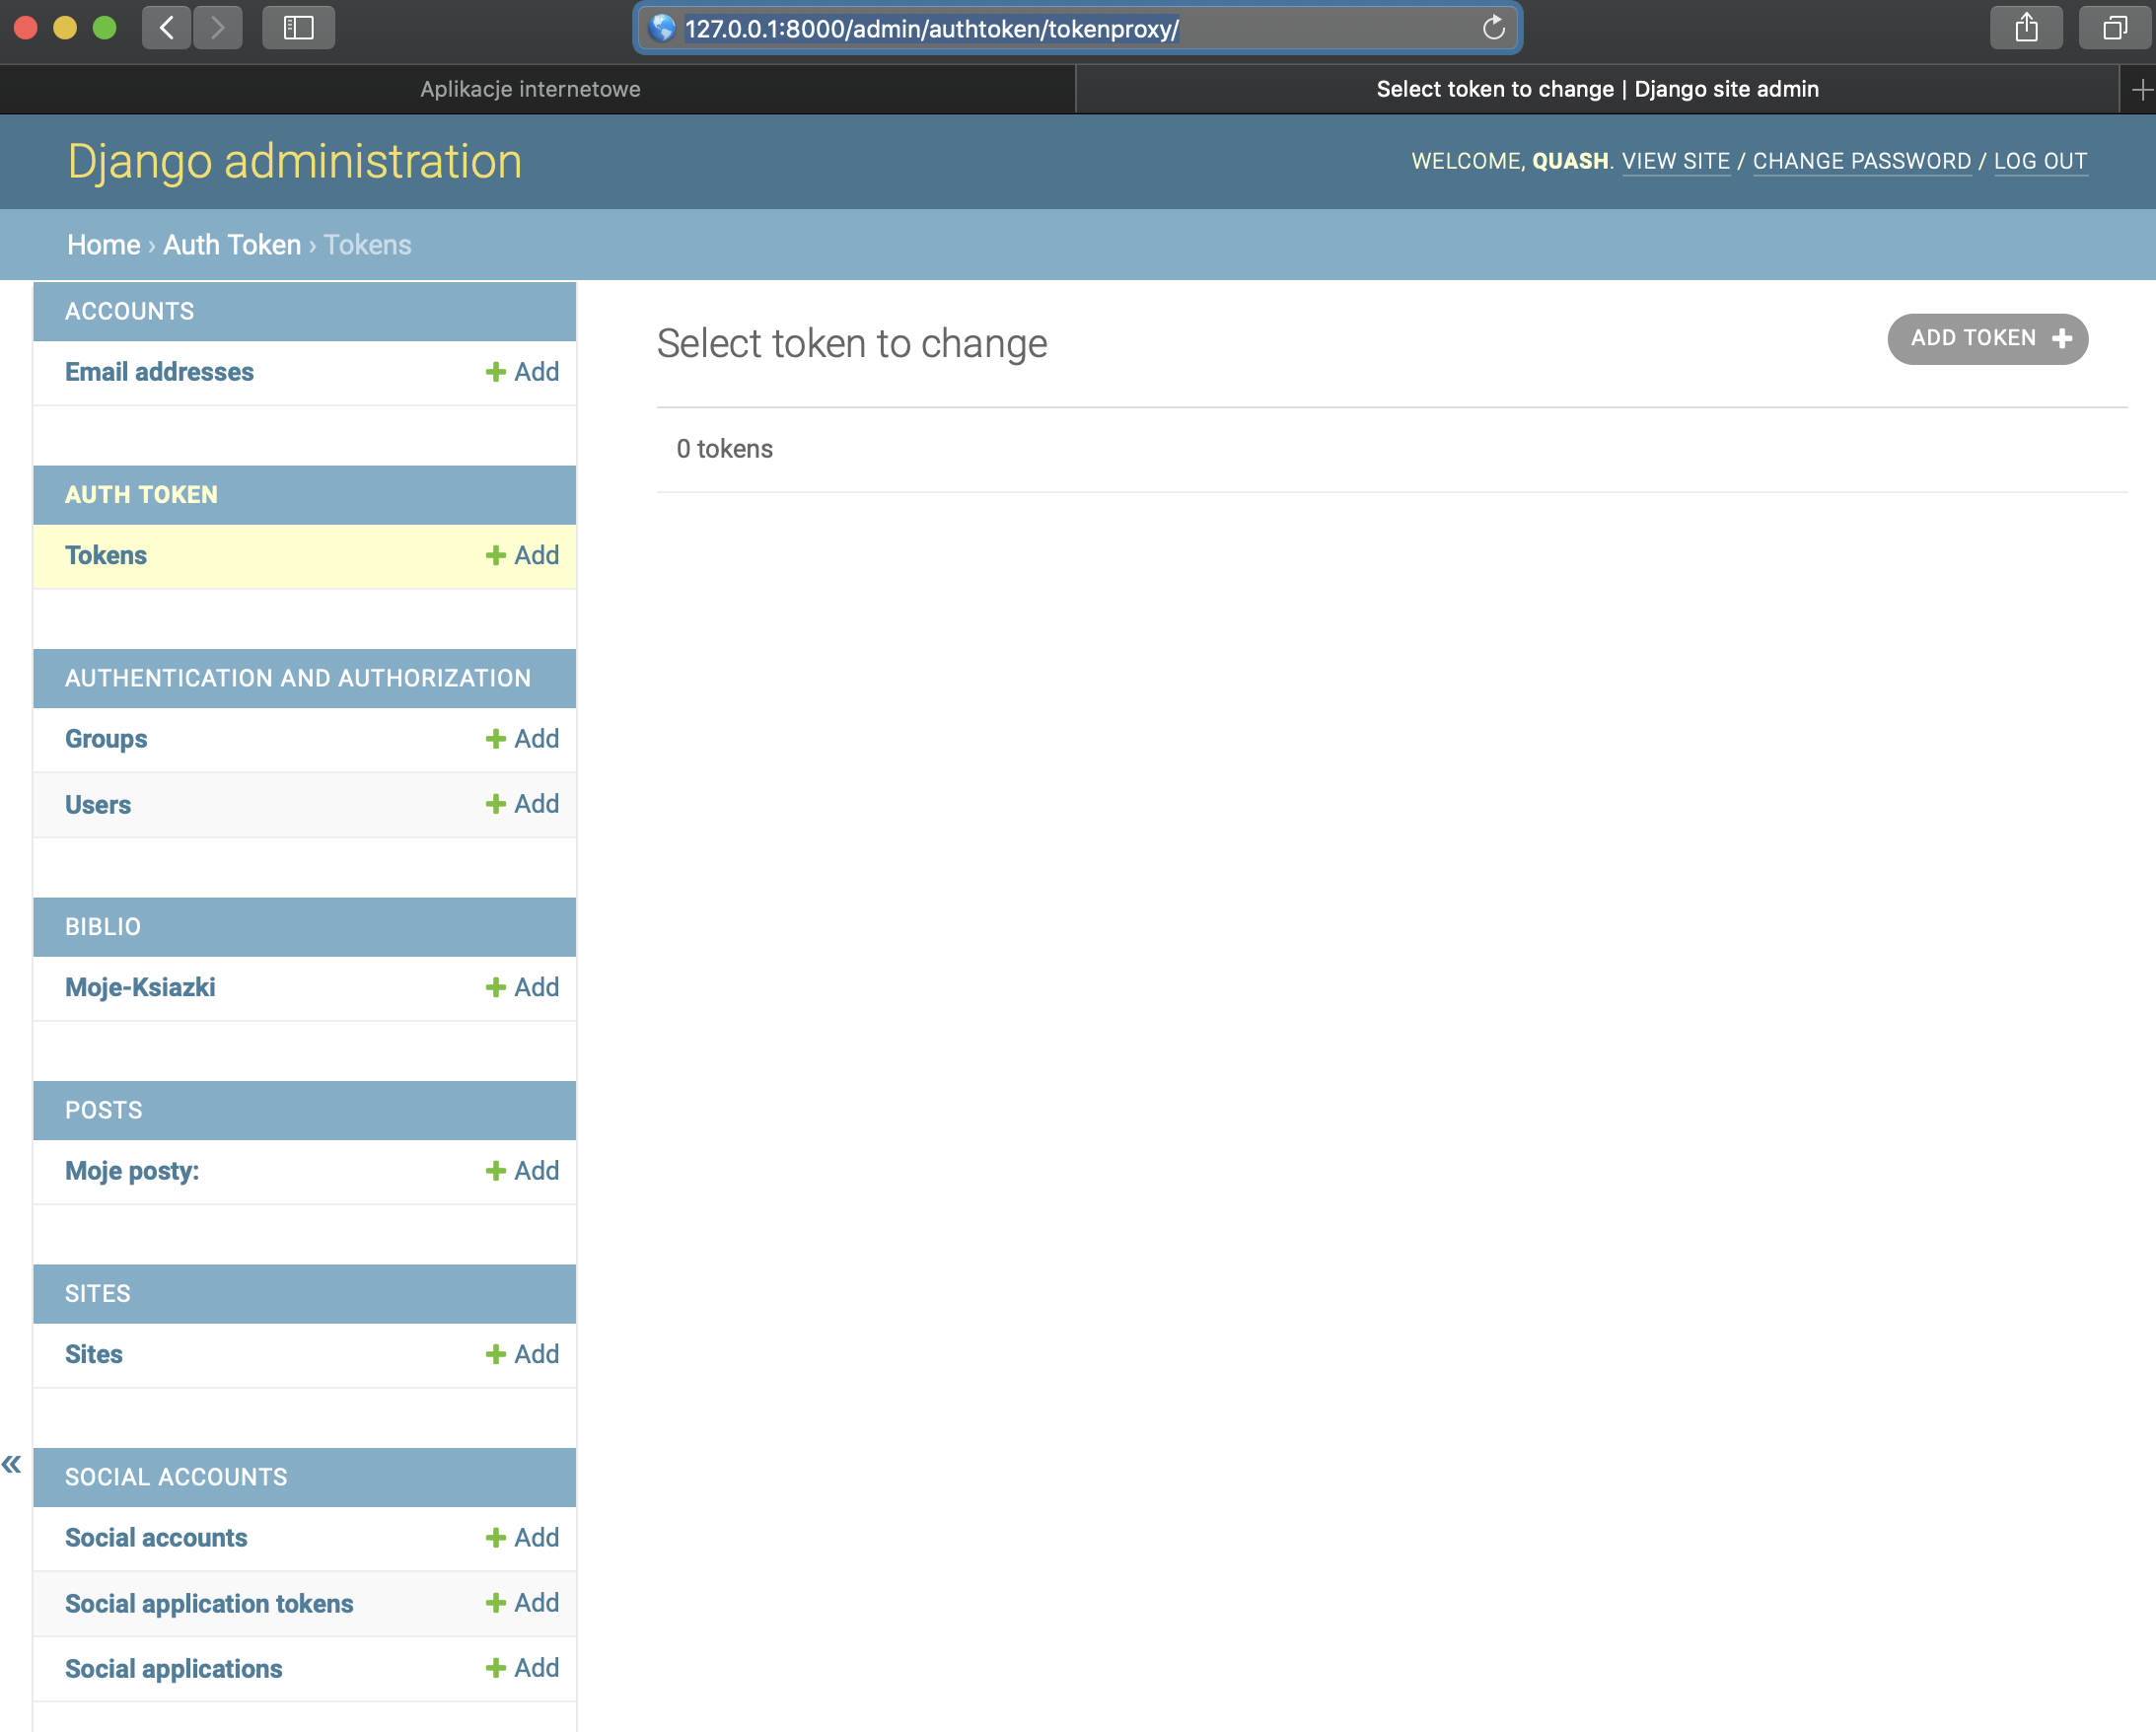 127.0.0.1:8000/admin/authtoken/tokenproxy/
Aplikacje internetowe
Select token to change | Django site admin
Django administration
WELCOME, QUASH. VIEW SITE / CHANGE PASSWORD / LOG OUT
Home › Auth Token › Tokens
ACCOUNTS
Email addresses
Add
AUTH TOKEN
Tokens
Add
AUTHENTICATION AND AUTHORIZATION
Groups
Add
Users
Add
BIBLIO
Moje-Ksiazki
Add
POSTS
Moje posty:
Add
SITES
Sites
Add
SOCIAL ACCOUNTS
Social accounts
Add
Social application tokens
Add
Social applications
Add
«
Select token to change
ADD TOKEN
0 tokens